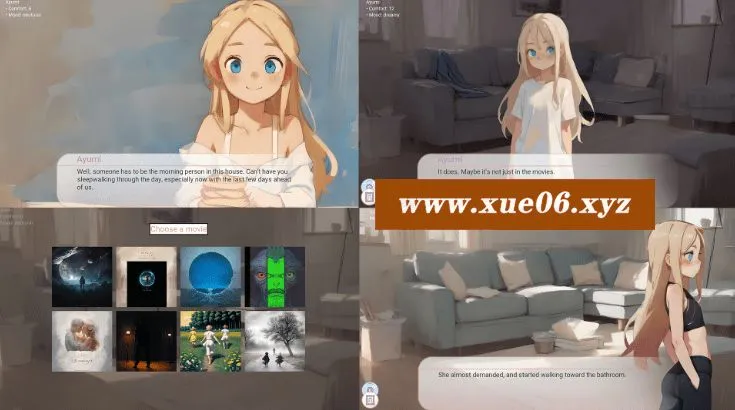 Ayumi
- Comfort: 6
Ayumi
- Comfort: 12
- Mood: dreamy
Ayumi
Well, someone has to be the morning person in this house. Can't have you
sleepwalking through the day, especially now with the last few days ahead
of us.
Ayumi
It does. Maybe it's not just in the movies.
www.xue06.xyz
Choose a movie
She almost demanded, and started walking toward the bathroom.